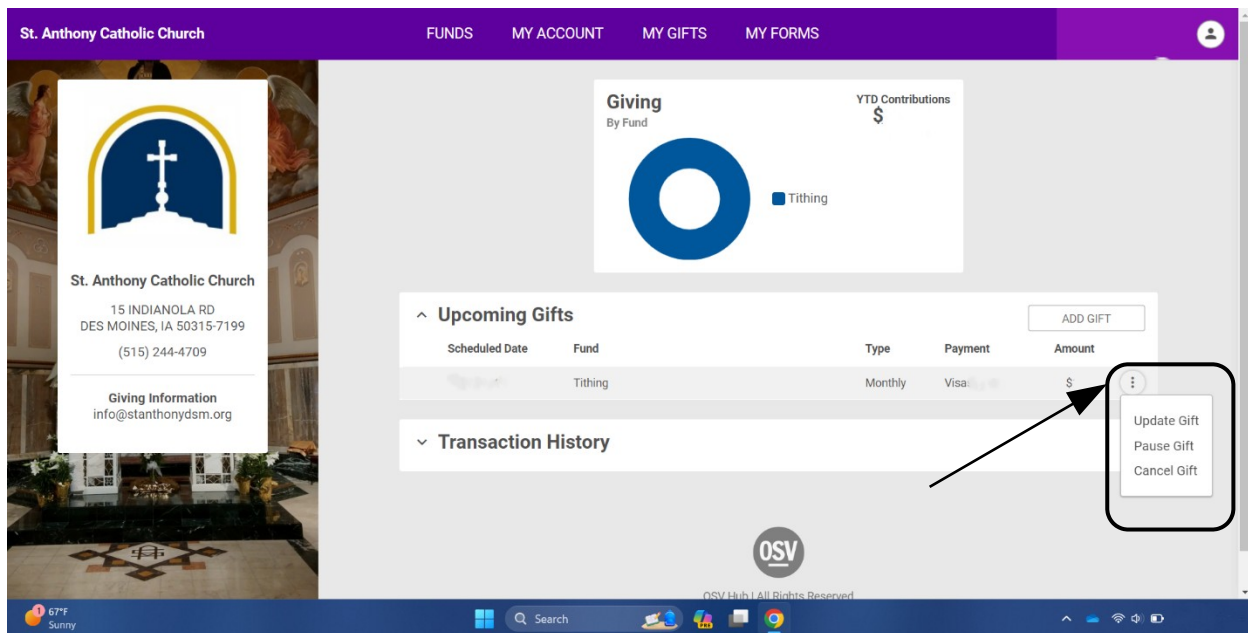 St. Anthony Catholic Church
FUNDS MY ACCOUNT MY GIFTS MY FORMS
St. Anthony Catholic Church
15 INDIANOLA RD
DES MOINES, IA 50315-7199
(515) 244-4709
Giving Information
info@stanthonydsm.org
Giving
By Fund
YTD Contributions
$
Tithing
Upcoming Gifts
ADD GIFT
Scheduled Date Fund Type Payment Amount
Tithing Monthly Visa $
Update Gift
Pause Gift
Cancel Gift
Transaction History
OSV
OSV Hub | All Rights Reserved
1
67°F
Sunny
Search
PRE